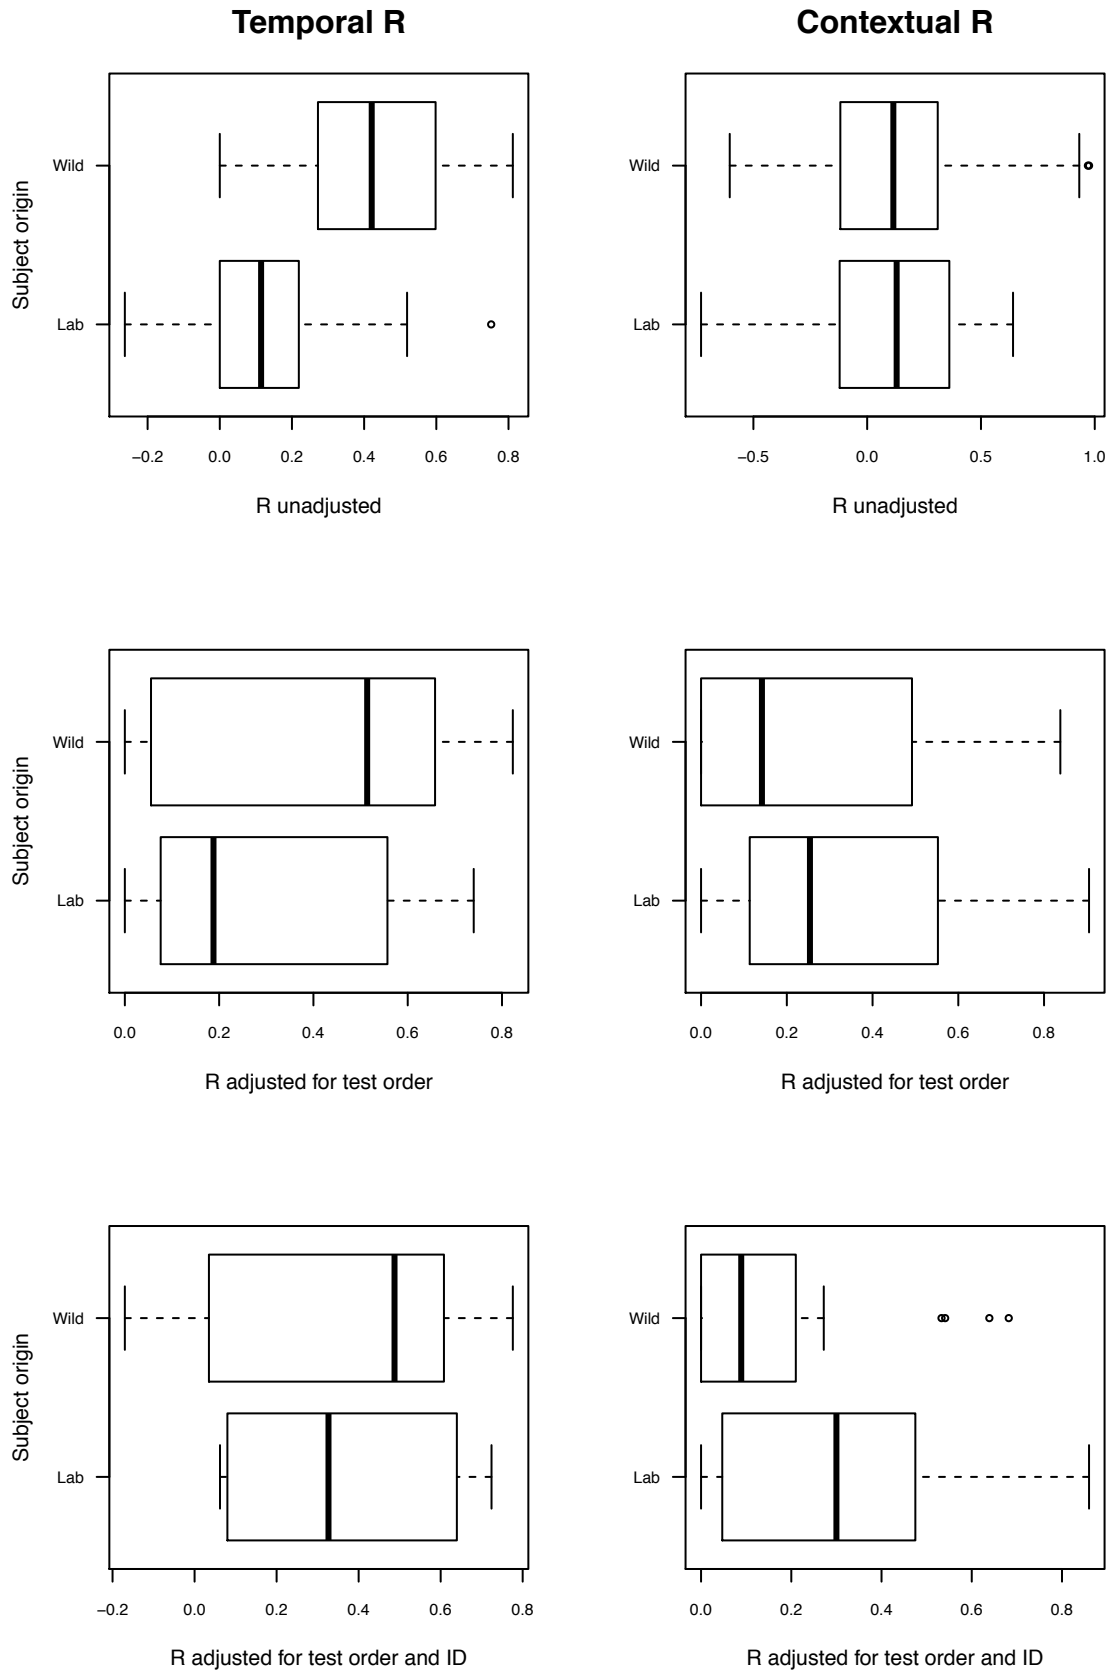 Temporal R
Contextual R
Subject origin
Wild
Lab
−0.2 0.0 0.2 0.4 0.6 0.8
R unadjusted
Wild
Lab
−0.5 0.0 0.5 1.0
R unadjusted
Subject origin
Wild
Lab
0.0 0.2 0.4 0.6 0.8
R adjusted for test order
Wild
Lab
0.0 0.2 0.4 0.6 0.8
R adjusted for test order
Subject origin
Wild
Lab
−0.2 0.0 0.2 0.4 0.6 0.8
R adjusted for test order and ID
Wild
Lab
0.0 0.2 0.4 0.6 0.8
R adjusted for test order and ID